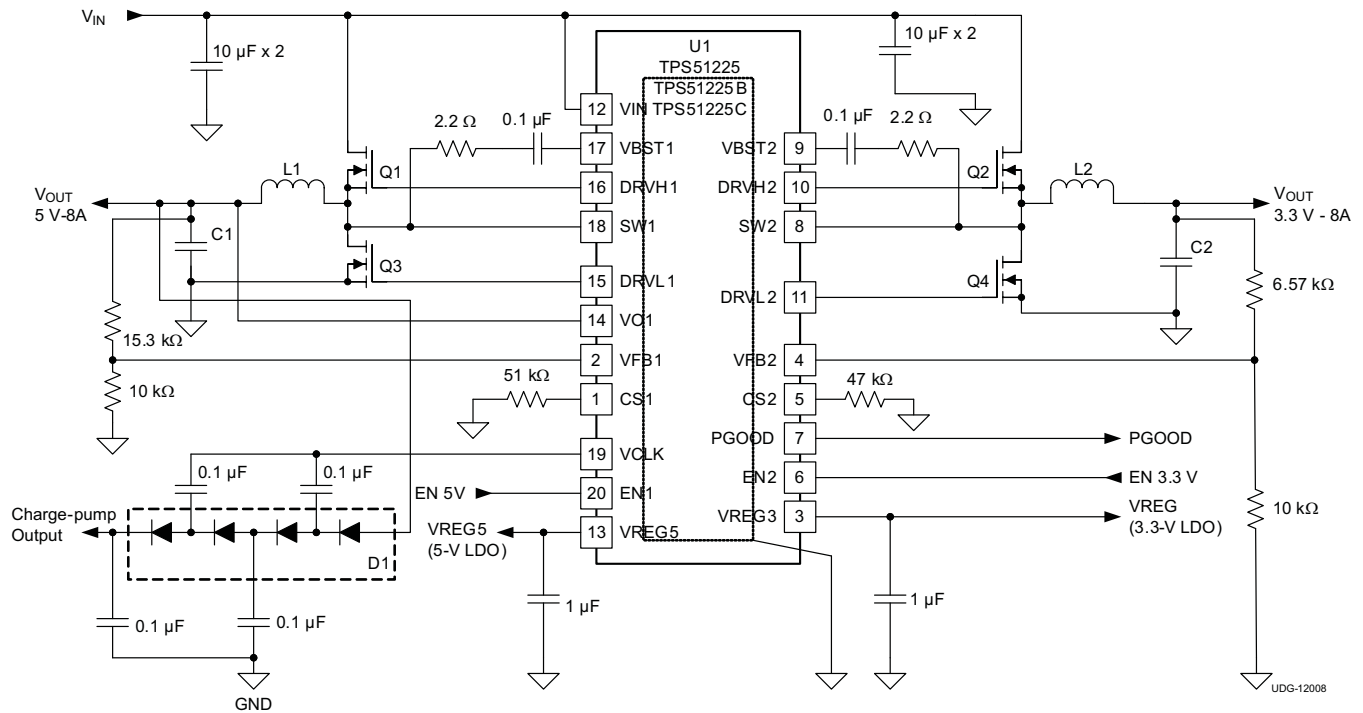 V_IN
10 µF x 2
10 µF x 2
U1
TPS51225
TPS51225B
TPS51225C
12 VIN
2.2 Ω
0.1 µF
17 VBST1
VBST2 9
0.1 µF
2.2 Ω
L1
Q1
16 DRVH1
DRVH2 10
Q2
L2
V_OUT
5 V-8A
C1
18 SW1
SW2 8
V_OUT
3.3 V - 8A
C2
Q3
15 DRVL1
DRVL2 11
Q4
6.57 kΩ
14 VO1
15.3 kΩ
2 VFB1
VFB2 4
10 kΩ
51 kΩ
1 CS1
CS2 5
47 kΩ
PGOOD 7
PGOOD
19 VCLK
0.1 µF
0.1 µF
EN 5V
20 EN1
EN2 6
EN 3.3 V
Charge-pump
Output
D1
VREG5
(5-V LDO)
13 VREG5
VREG3 3
VREG
(3.3-V LDO)
10 kΩ
0.1 µF
0.1 µF
1 µF
1 µF
GND
UDG-12008